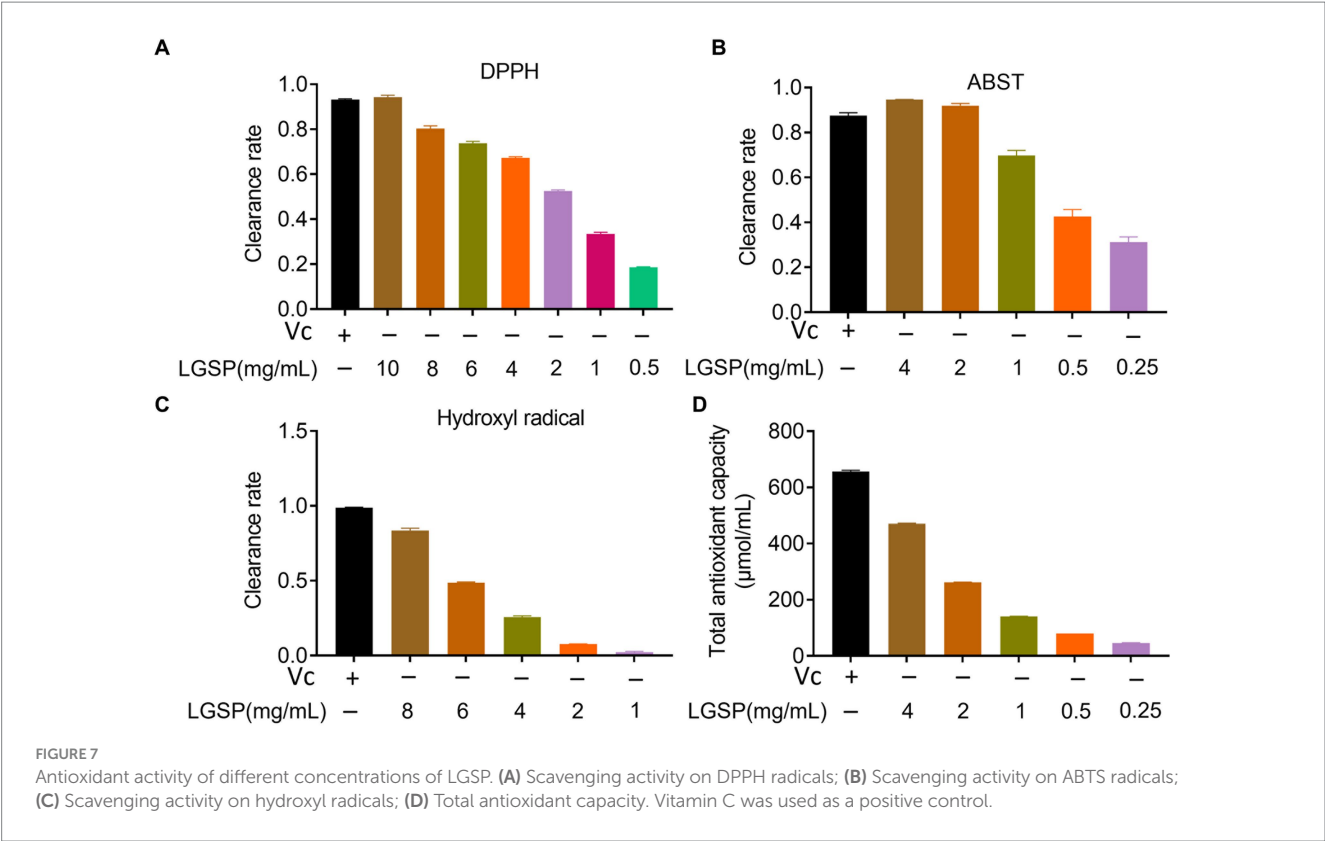 A
DPPH
Clearance rate
1.0
0.8
0.6
0.4
0.2
0.0
Vc + – – – – – – –
LGSP(mg/mL) – 10 8 6 4 2 1 0.5
B
ABST
Clearance rate
1.0
0.8
0.6
0.4
0.2
0.0
Vc + – – – – –
LGSP(mg/mL) – 4 2 1 0.5 0.25
C
Hydroxyl radical
Clearance rate
1.5
1.0
0.5
0.0
Vc + – – – – –
LGSP(mg/mL) – 8 6 4 2 1
D
Total antioxidant capacity
(μmol/mL)
800
600
400
200
0
Vc + – – – – –
LGSP(mg/mL) – 4 2 1 0.5 0.25
FIGURE 7
Antioxidant activity of different concentrations of LGSP. (A) Scavenging activity on DPPH radicals; (B) Scavenging activity on ABTS radicals;
(C) Scavenging activity on hydroxyl radicals; (D) Total antioxidant capacity. Vitamin C was used as a positive control.